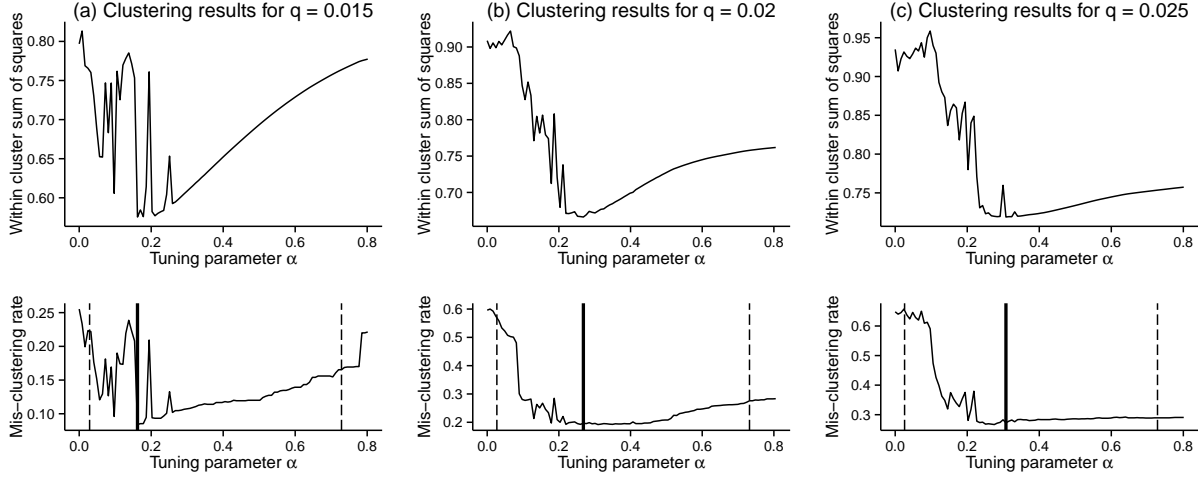 (a) Clustering results for q = 0.015
Within cluster sum of squares
0.80
0.75
0.70
0.65
0.60
0.0 0.2 0.4 0.6 0.8
Tuning parameter α
Mis−clustering rate
0.25
0.20
0.15
0.10
0.0 0.2 0.4 0.6 0.8
Tuning parameter α
(b) Clustering results for q = 0.02
Within cluster sum of squares
0.90
0.85
0.80
0.75
0.70
0.0 0.2 0.4 0.6 0.8
Tuning parameter α
Mis−clustering rate
0.6
0.5
0.4
0.3
0.2
0.0 0.2 0.4 0.6 0.8
Tuning parameter α
(c) Clustering results for q = 0.025
Within cluster sum of squares
0.95
0.90
0.85
0.80
0.75
0.0 0.2 0.4 0.6 0.8
Tuning parameter α
Mis−clustering rate
0.6
0.5
0.4
0.3
0.0 0.2 0.4 0.6 0.8
Tuning parameter α